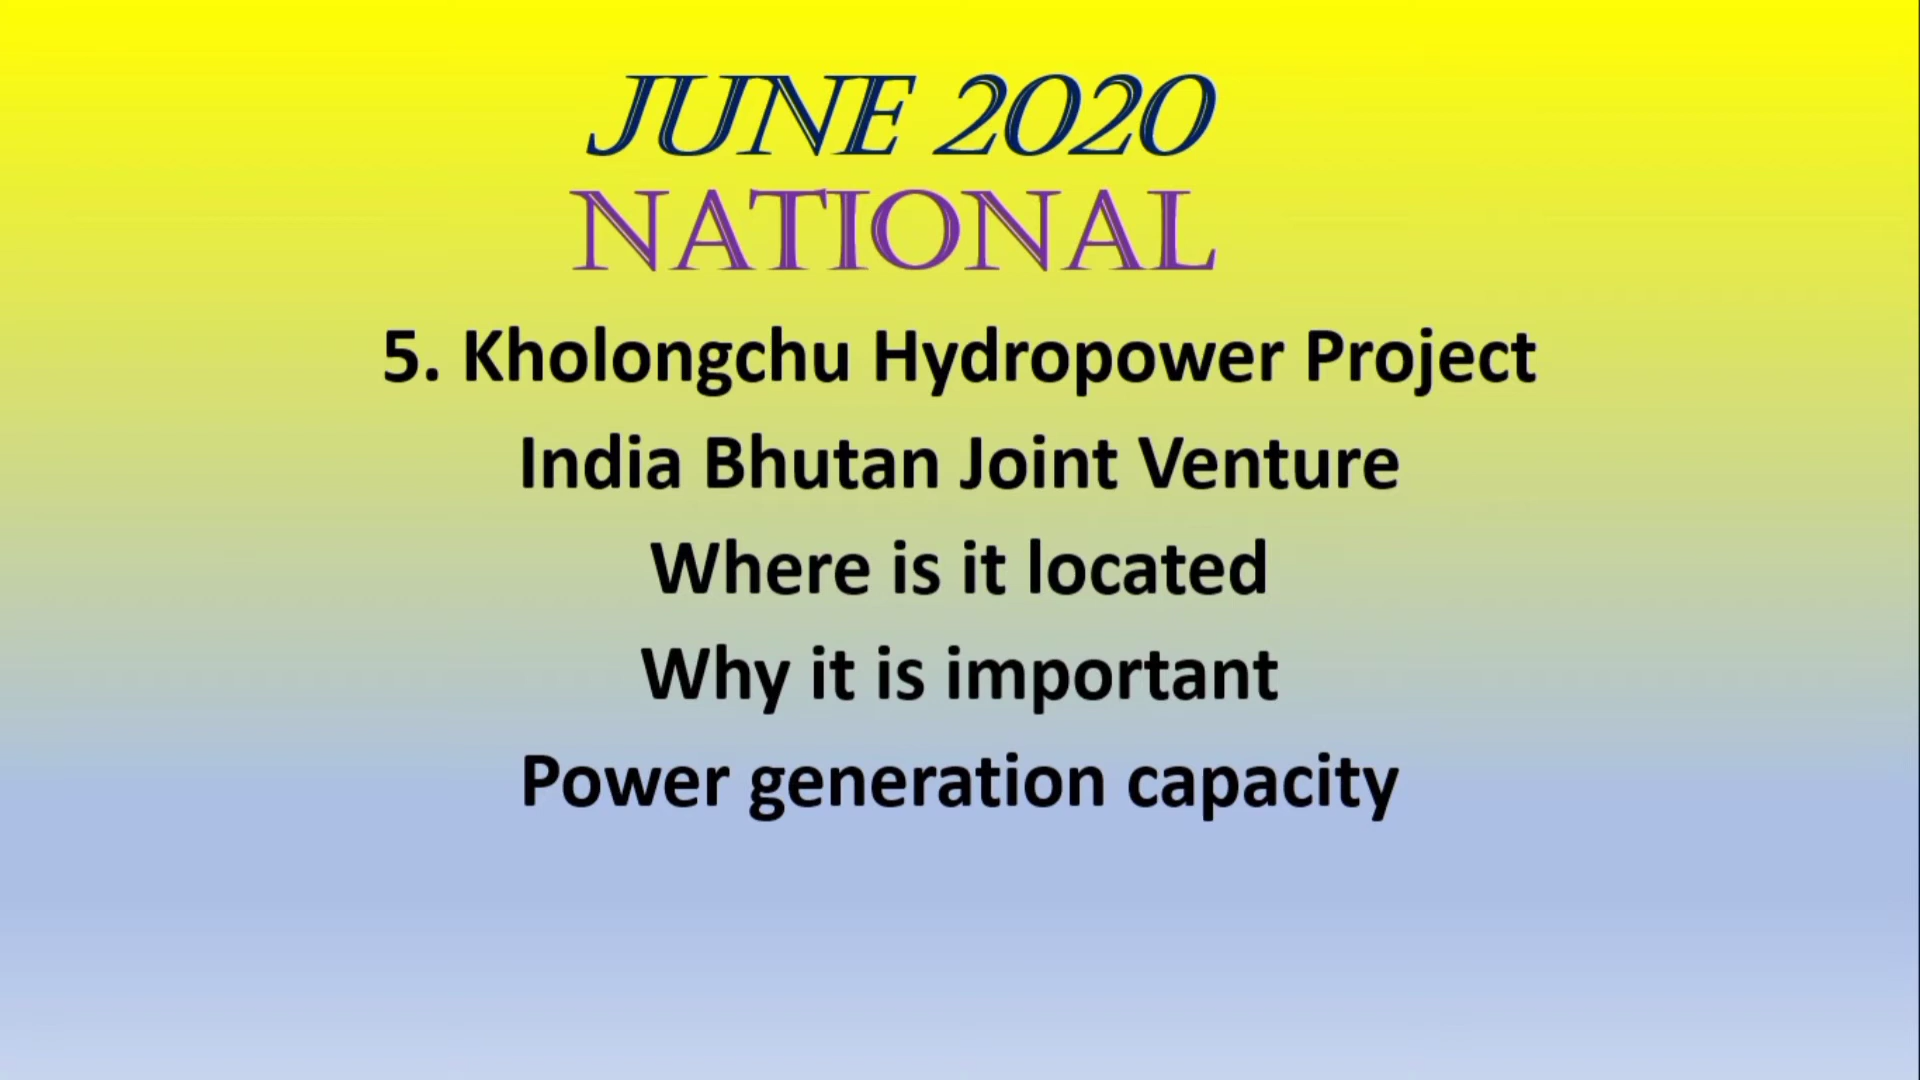 JUNE 2020
NATIONAL
5. Kholongchu Hydropower Project
India Bhutan Joint Venture
Where is it located
Why it is important
Power generation capacity